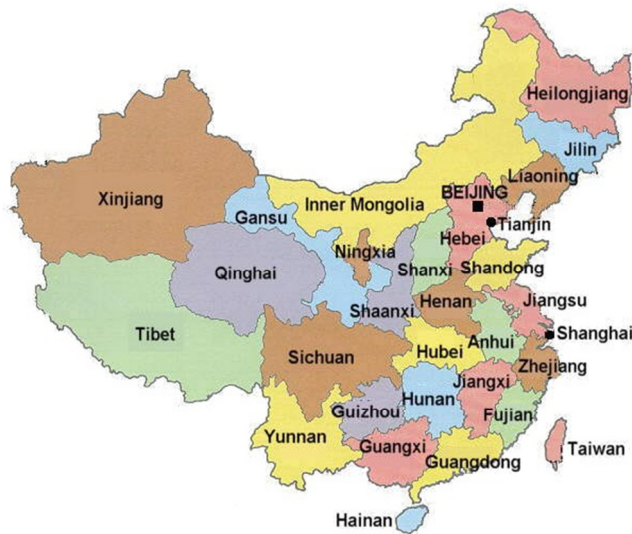 Heilongjiang
Jilin
Liaoning
BEIJING
Xinjiang
Inner Mongolia
Gansu
Tianjin
Hebei
Ningxia
Qinghai
Shanxi
Shandong
Henan
Jiangsu
Shaanxi
Tibet
Shanghai
Anhui
Sichuan
Hubei
Zhejiang
Jiangxi
Hunan
Guizhou
Fujian
Yunnan
Guangxi
Taiwan
Guangdong
Hainan